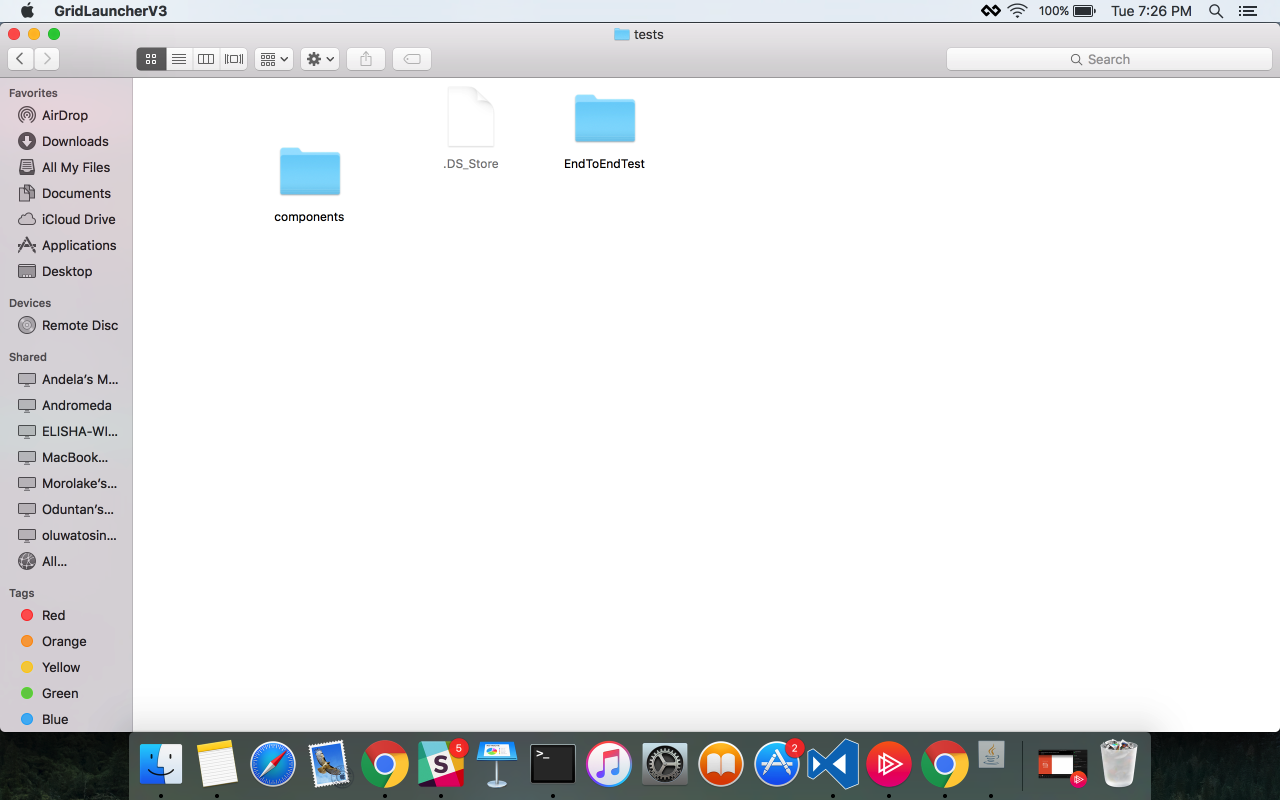 GridLauncherV3
100%
Tue 7:26 PM
tests
Search
Favorites
AirDrop
Downloads
All My Files
Documents
iCloud Drive
Applications
Desktop
Devices
Remote Disc
Shared
Andela's M...
Andromeda
ELISHA-WI...
MacBook...
Morolake's...
Oduntan's...
oluwatosin...
All...
Tags
Red
Orange
Yellow
Green
Blue
.DS_Store
EndToEndTest
components
5
S
>_
2